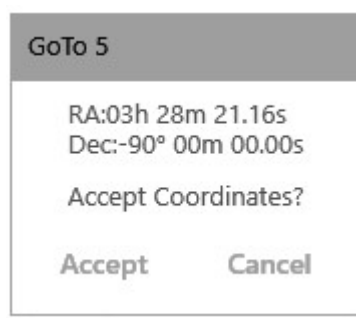 GoTo 5
RA:03h 28m 21.16s
Dec:-90° 00m 00.00s
Accept Coordinates?
Accept Cancel